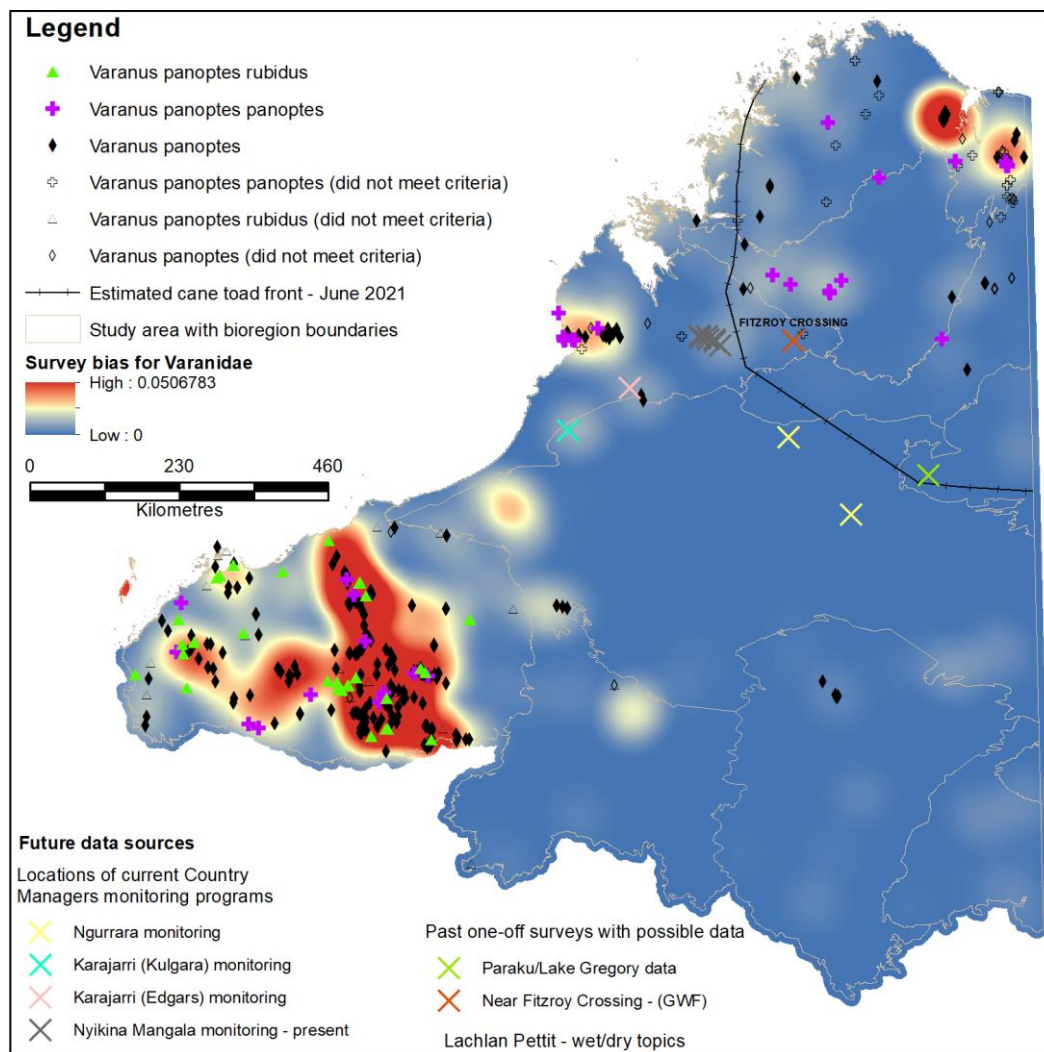 Legend
Varanus panoptes rubidus
Varanus panoptes panoptes
Varanus panoptes
Varanus panoptes panoptes (did not meet criteria)
Varanus panoptes rubidus (did not meet criteria)
Varanus panoptes (did not meet criteria)
Estimated cane toad front - June 2021
Study area with bioregion boundaries
Survey bias for Varanidae
High : 0.0506783
Low : 0
0 230 460
Kilometres
FITZROY CROSSING
Future data sources
Locations of current Country
Managers monitoring programs
Ngurrara monitoring
Karajarri (Kulgara) monitoring
Karajarri (Edgars) monitoring
Nyikina Mangala monitoring - present
Past one-off surveys with possible data
Paraku/Lake Gregory data
Near Fitzroy Crossing - (GWF)
Lachlan Pettit - wet/dry topics